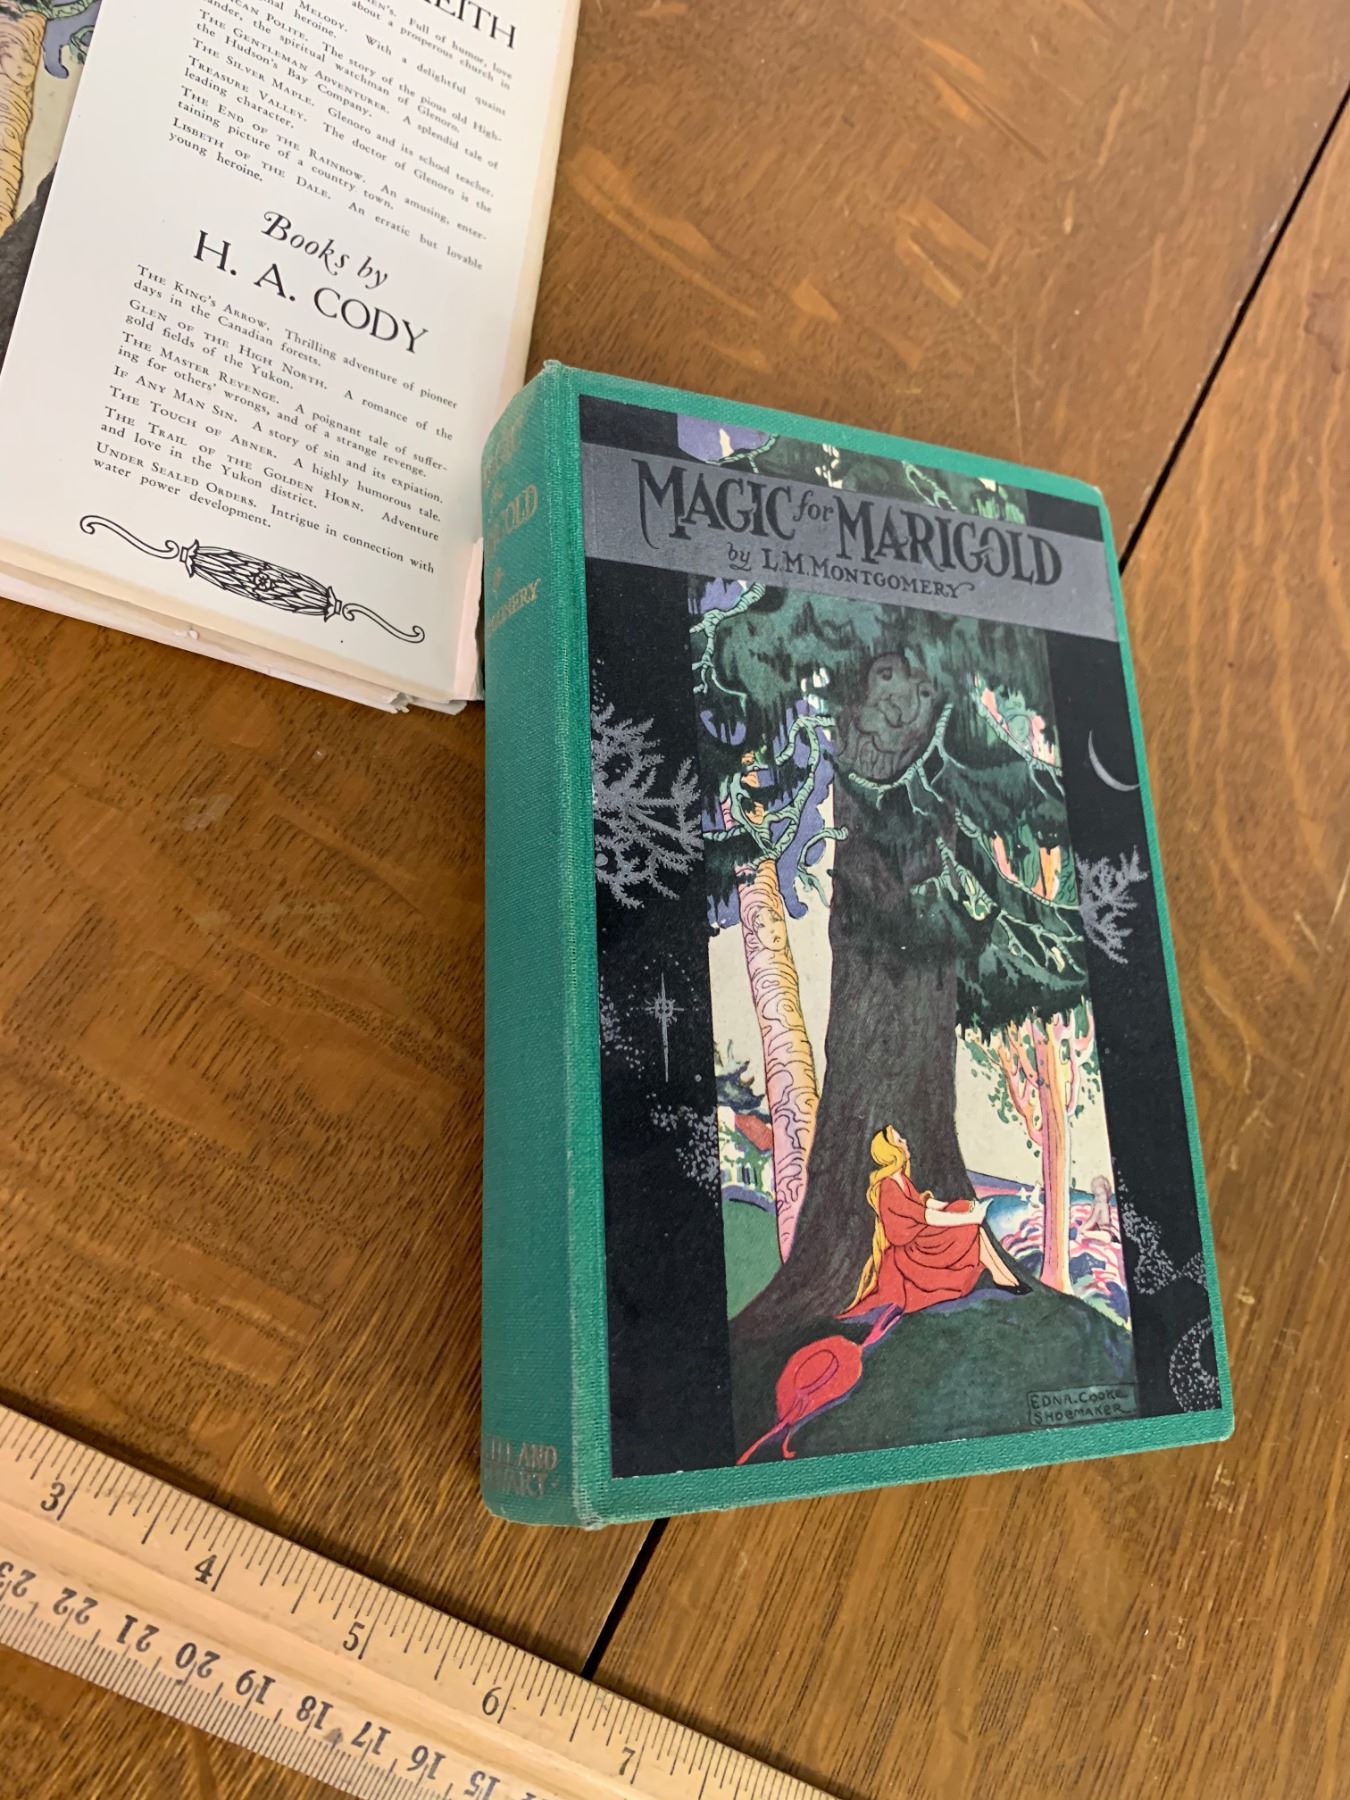 EITH
EN'S. Full of humor, love
about a prosperous church in
MELODY. With a delightful quaint
nal heroine.
CAN POLITE. The story of the pious old High-
lander, the spiritual watchman of Glenoro.
THE GENTLEMAN ADVENTURER. A splendid tale of
the Hudson's Bay Company.
THE SILVER MAPLE. Glenoro and its school teacher.
TREASURE VALLEY. The doctor of Glenoro is the
leading character.
THE END OF THE RAINBOW. An amusing, enter-
taining picture of a country town.
LISBETH OF THE DALE. An erratic but lovable
young heroine.
Books by
H. A. CODY
THE KING'S ARROW. Thrilling adventure of pioneer
days in the Canadian forests.
GLEN OF THE HIGH NORTH. A romance of the
gold fields of the Yukon.
THE MASTER REVENGE. A poignant tale of suffer-
ing for others' wrongs, and of a strange revenge.
IF ANY MAN SIN. A story of sin and its expiation.
THE TOUCH OF ABNER. A highly humorous tale.
THE TRAIL OF THE GOLDEN HORN. Adventure
and love in the Yukon district.
UNDER SEALED ORDERS. Intrigue in connection with
water power development.
MAGIC for MARIGOLD
by L. M. MONTGOMERY
EDNA. COOKE
SHOEMAKER
3 4 5 6 7
23 22 21 20 19 18 17 16 15